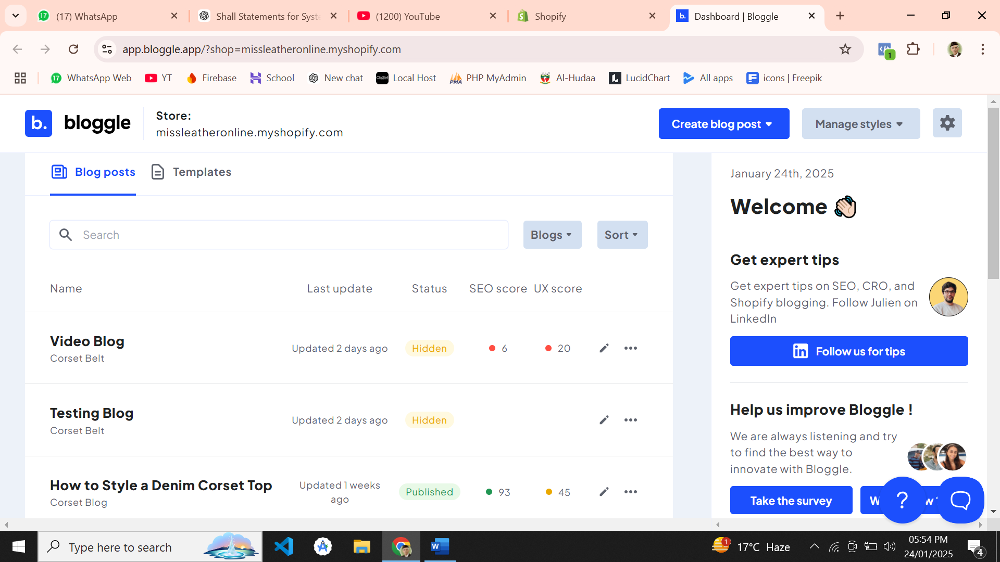 (17) WhatsApp
Shall Statements for Syste
(1200) YouTube
Shopify
Dashboard | Bloggle
app.bloggle.app/?shop=missleatheronline.myshopify.com
1
WhatsApp Web
YT
Firebase
School
New chat
Local Host
PHP MyAdmin
Al-Hudaa
LucidChart
All apps
icons | Freepik
b.
bloggle
Store:
missleatheronline.myshopify.com
Create blog post
Manage styles
Blog posts
Templates
Search
Blogs
Sort
Name
Last update
Status
SEO score
UX score
Video Blog
Corset Belt
Updated 2 days ago
Hidden
6
20
Testing Blog
Corset Belt
Updated 2 days ago
Hidden
How to Style a Denim Corset Top
Corset Blog
Updated 1 weeks
ago
Published
93
45
January 24th, 2025
Welcome
Get expert tips
Get expert tips on SEO, CRO, and
Shopify blogging. Follow Julien on
LinkedIn
in
Follow us for tips
Help us improve Bloggle !
We are always listening and try
to find the best way to
innovate with Bloggle.
Take the survey
?
Type here to search
1
17°C Haze
05:54 PM
24/01/2025
4